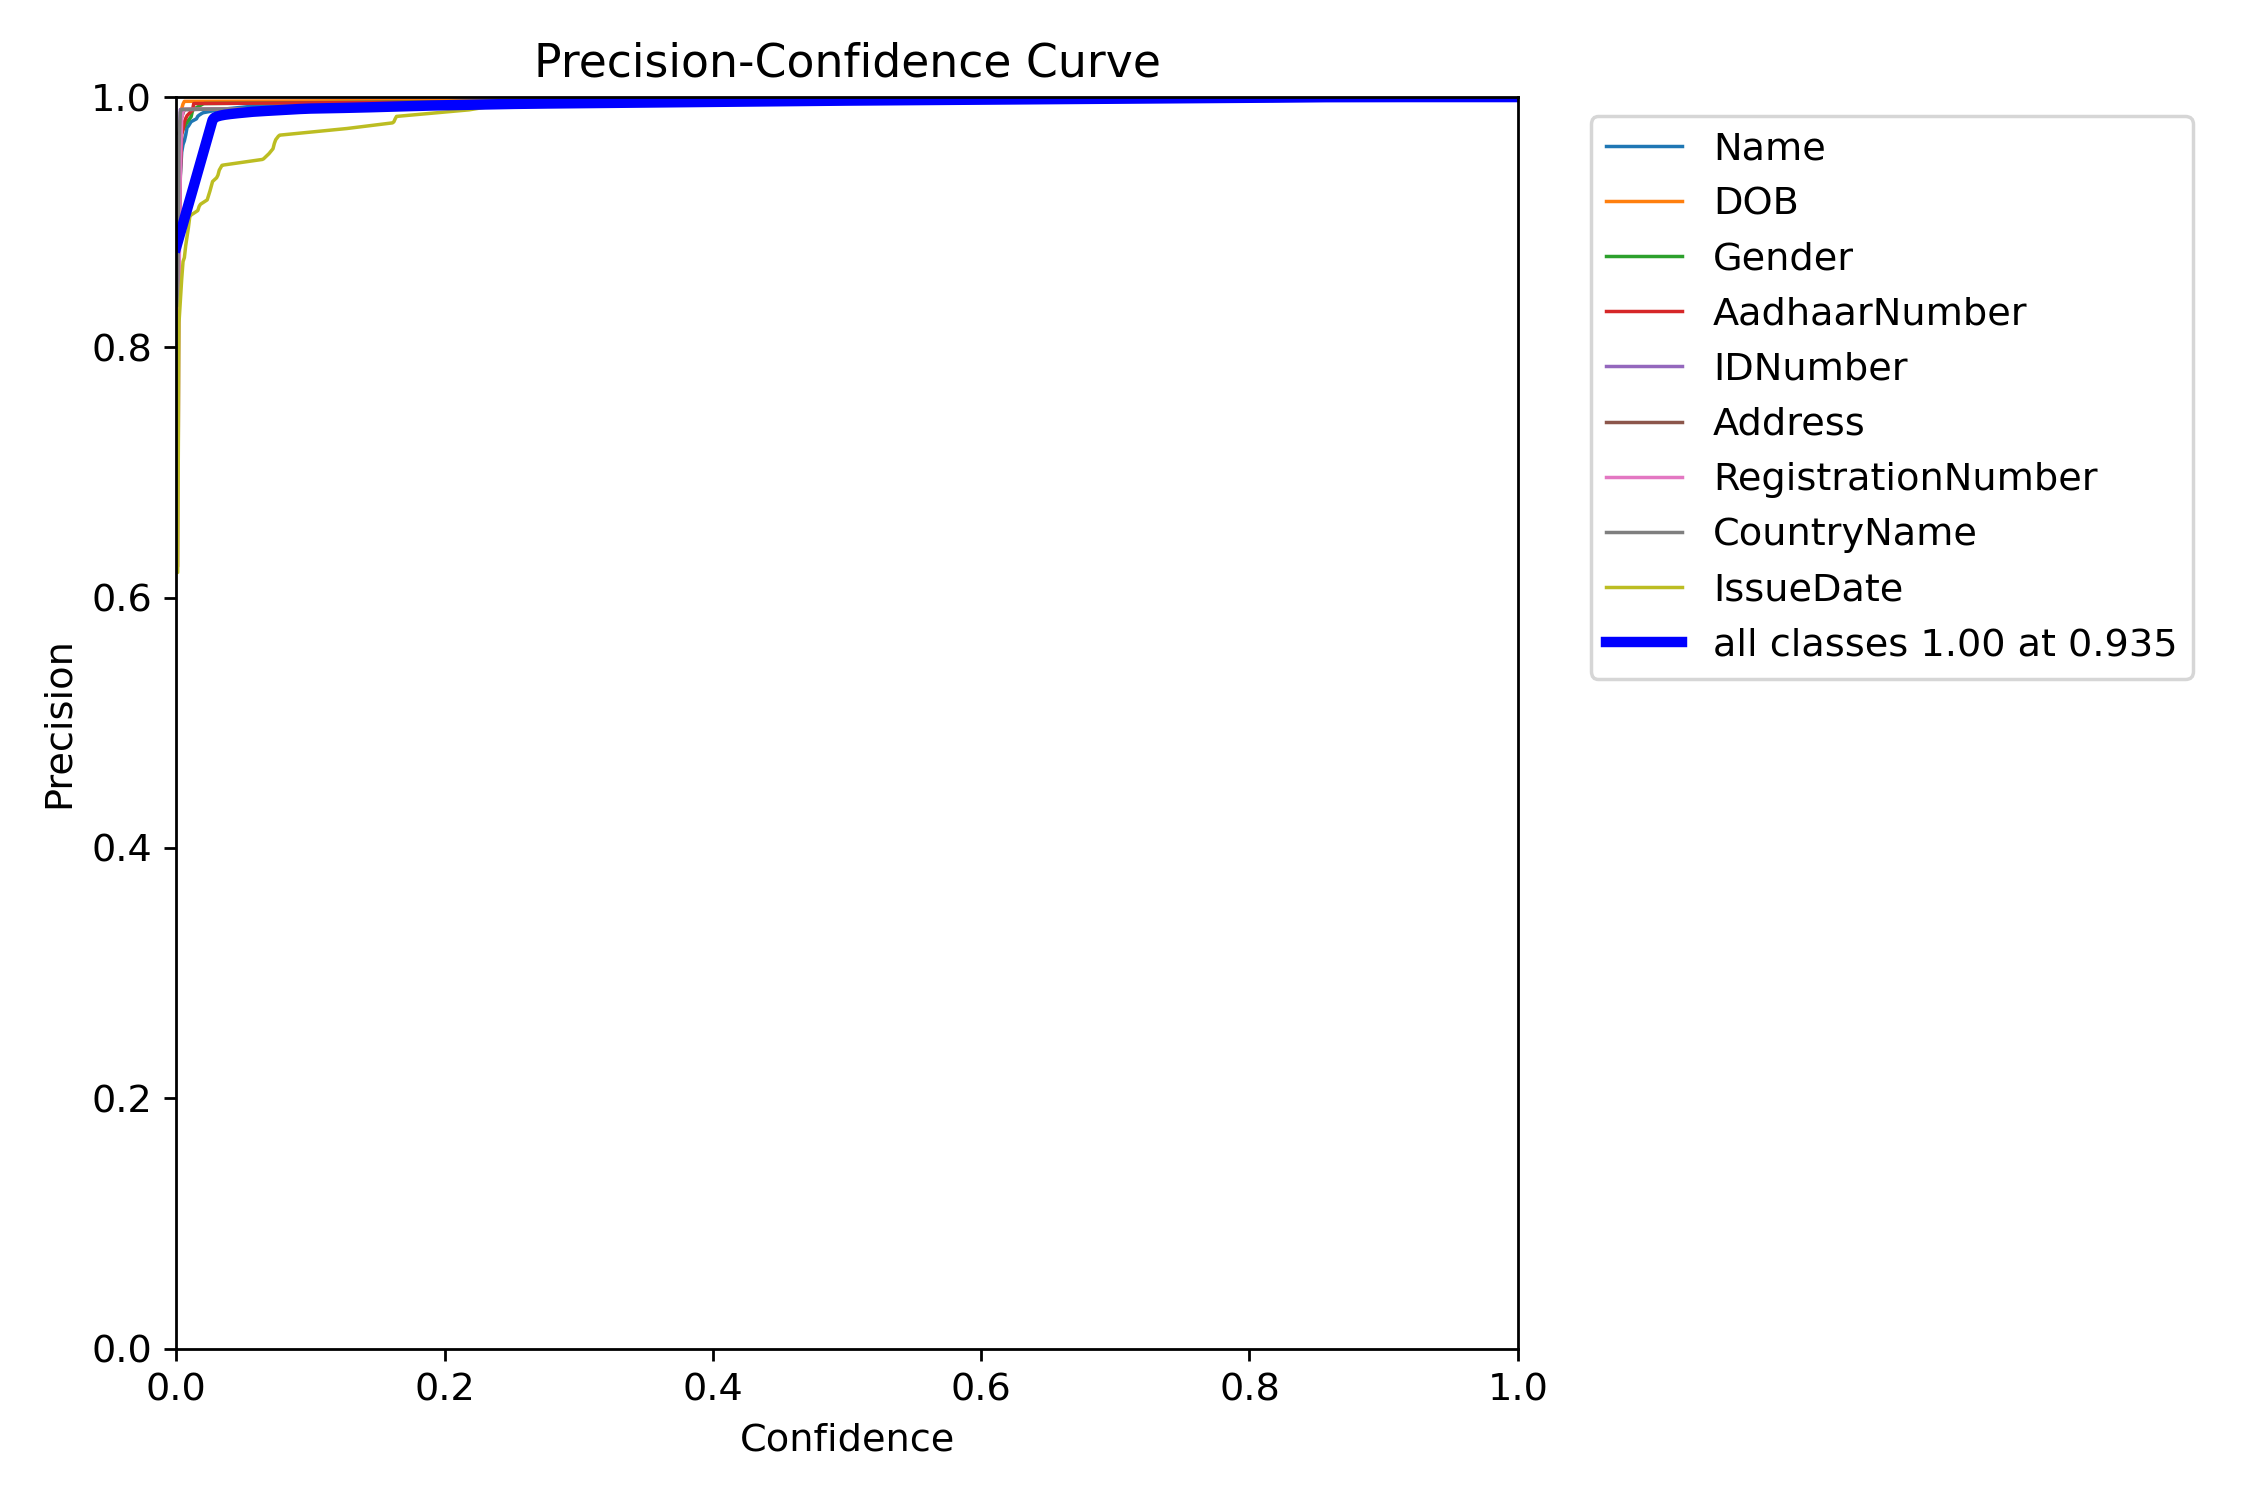 Precision-Confidence Curve
1.0
0.8
0.6
0.4
0.2
0.0
Precision
0.0 0.2 0.4 0.6 0.8 1.0
Confidence
Name
DOB
Gender
AadhaarNumber
IDNumber
Address
RegistrationNumber
CountryName
IssueDate
all classes 1.00 at 0.935